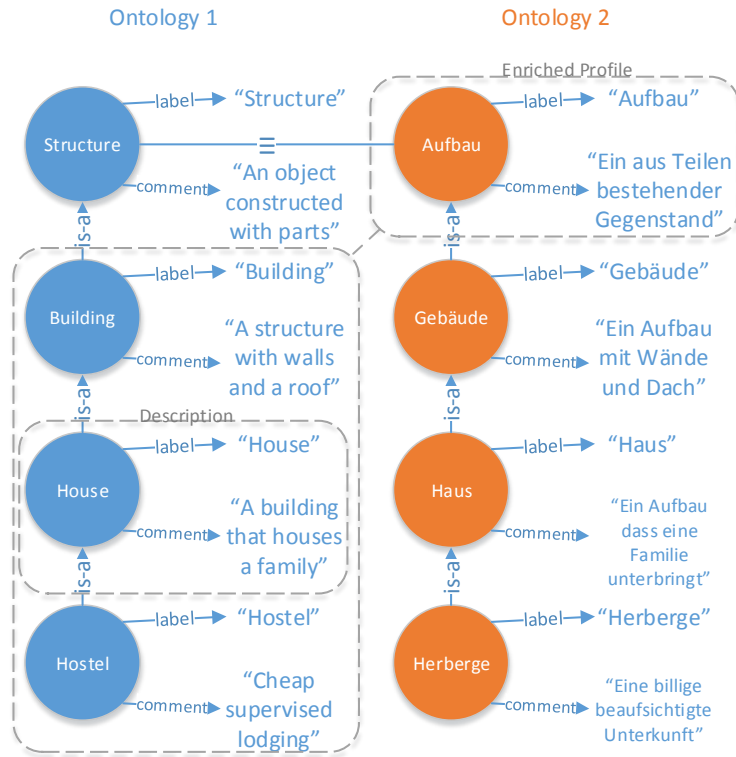 Ontology 1
Ontology 2
Enriched Profile
Structure
label
“Structure”
comment
“An object
constructed
with parts”
≡
Aufbau
label
“Aufbau”
comment
“Ein aus Teilen
bestehender
Gegenstand”
is-a
is-a
Building
label
“Building”
comment
“A structure
with walls
and a roof”
Gebäude
label
“Gebäude”
comment
“Ein Aufbau
mit Wände
und Dach”
is-a
is-a
Description
House
label
“House”
comment
“A building
that houses
a family”
Haus
label
“Haus”
comment
“Ein Aufbau
dass eine
Familie
unterbringt”
is-a
is-a
Hostel
label
“Hostel”
comment
“Cheap
supervised
lodging”
Herberge
label
“Herberge”
comment
“Eine billige
beaufsichtigte
Unterkunft”